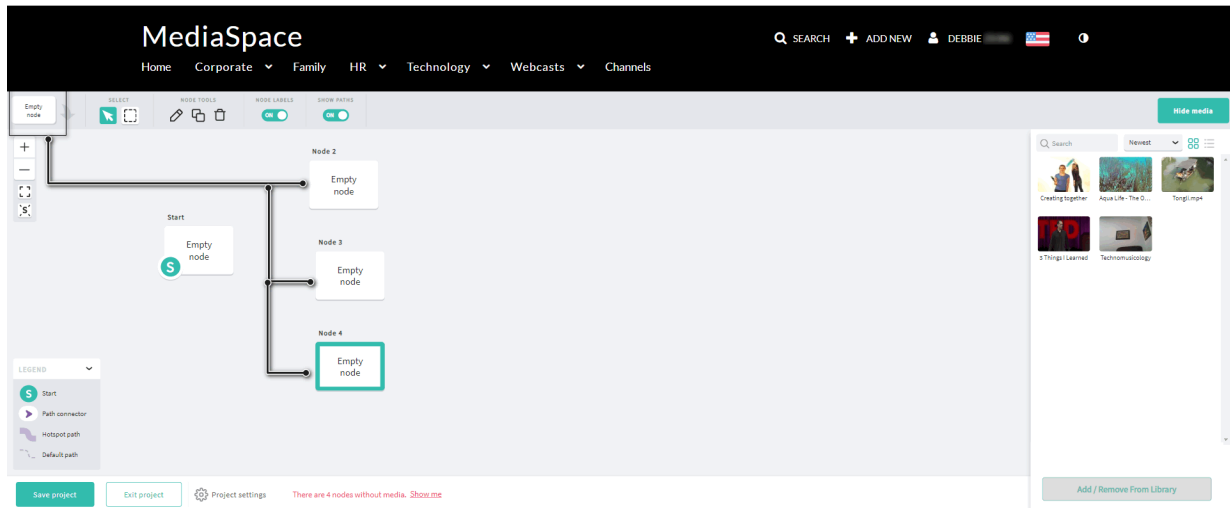 MediaSpace
SEARCH ADD NEW DEBBIE
Home Corporate Family HR Technology Webcasts Channels
Empty
node
SELECT NODE TOOLS NODE LABELS SHOW PATHS
ON ON
Hide media
Search Newest
Node 2
Empty
node
Creating together Aqua Life - The O... Tongli.mp4
Start
Empty
node
S
Node 3
Empty
node
5 Things I Learned Technomusicology
Node 4
Empty
node
LEGEND
S Start
Path connector
Hotspot path
Default path
Save project Exit project Project settings There are 4 nodes without media. Show me
Add / Remove From Library